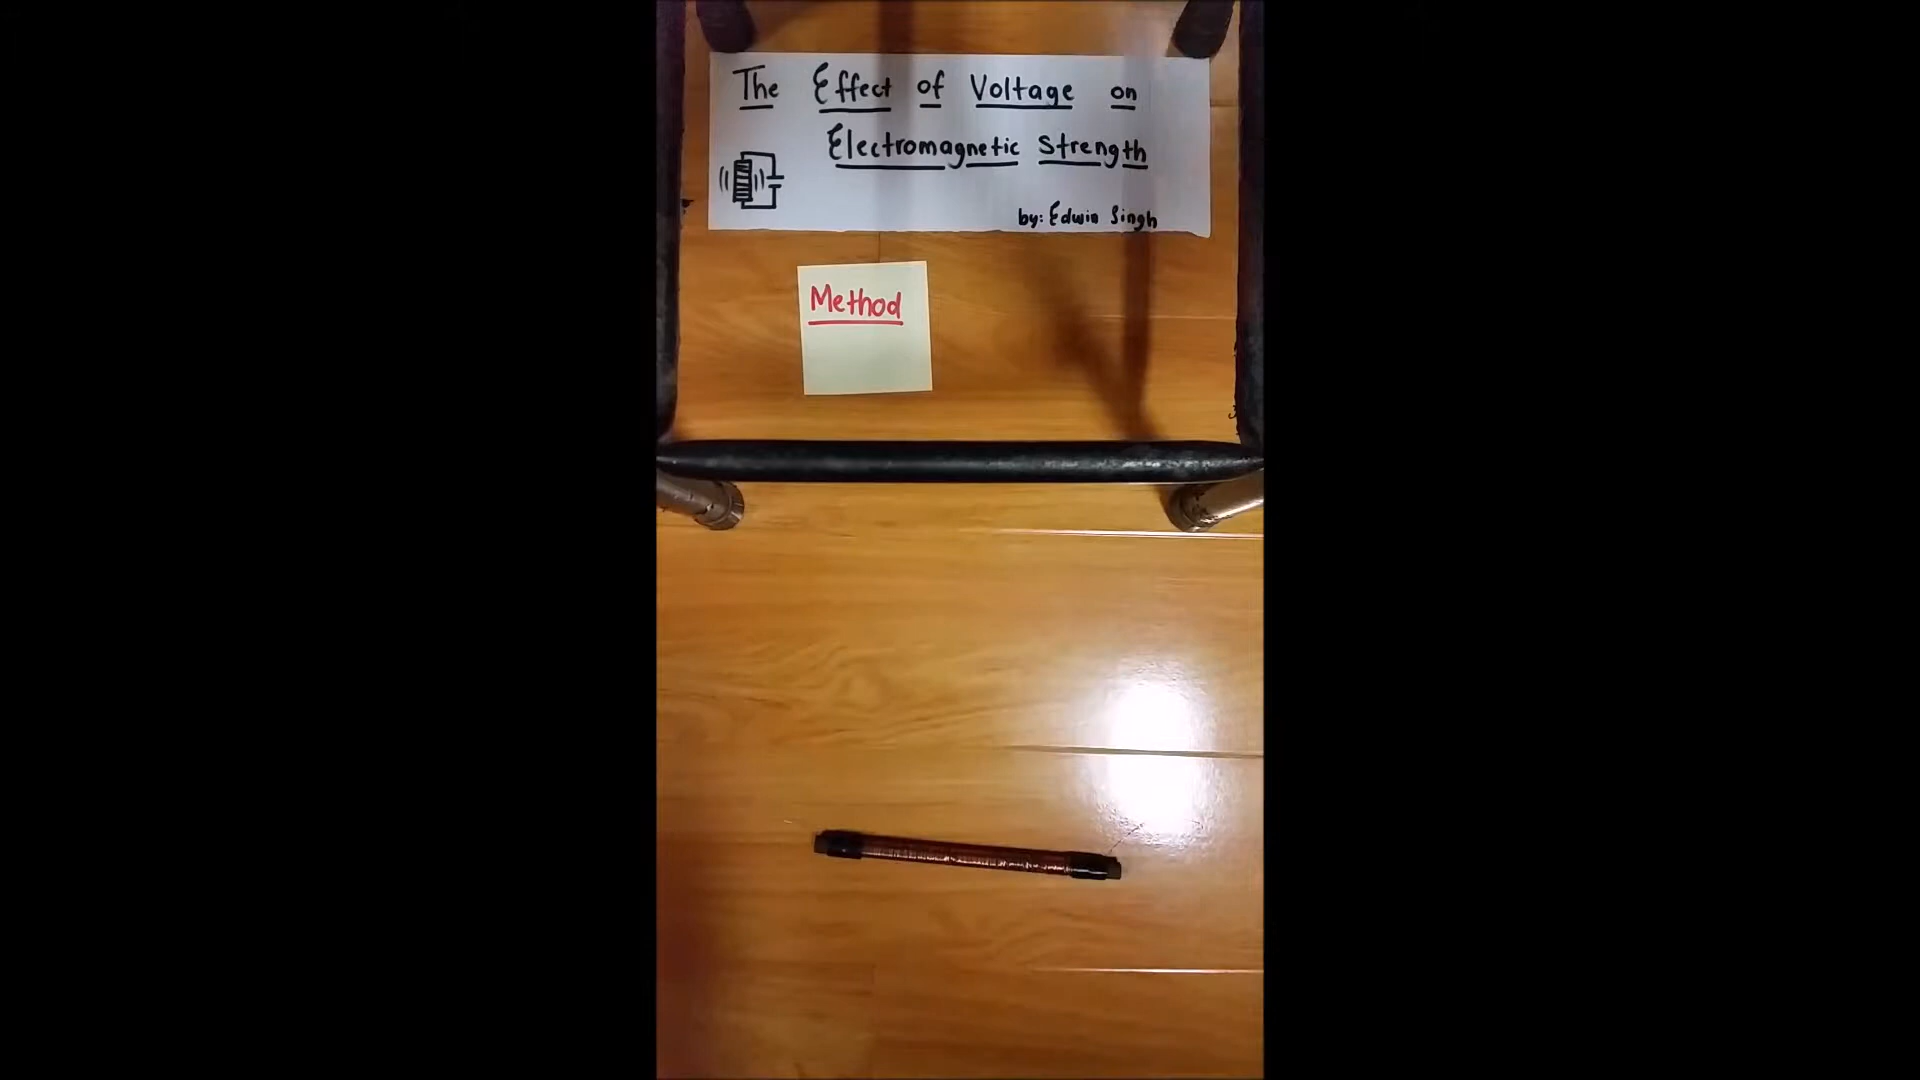 The Effect of Voltage on
Electromagnetic Strength
by: Edwin Singh
Method